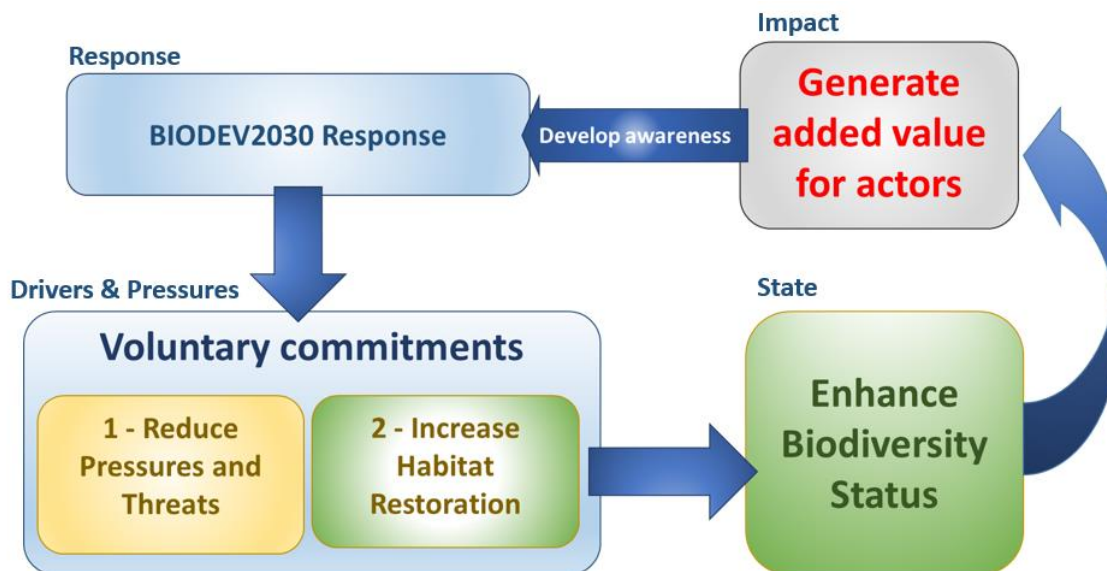 Impact
Response
Generate
added value
for actors
BIODEV2030 Response
Develop awareness
Drivers & Pressures
State
Voluntary commitments
1 - Reduce
Pressures and
Threats
2 - Increase
Habitat
Restoration
Enhance
Biodiversity
Status